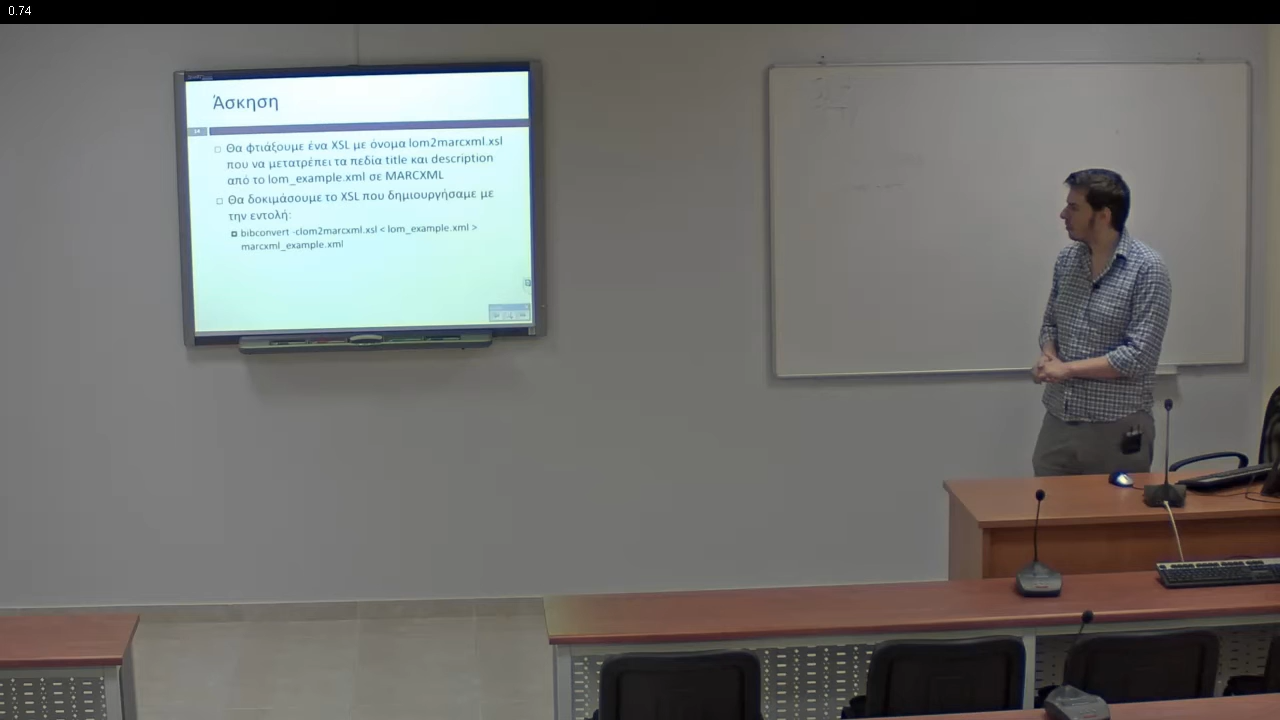 0.74
Άσκηση
14
Θα φτιάξουμε ένα XSL με όνομα lom2marcxml.xsl
που να μετατρέπει τα πεδία title και description
από το lom_example.xml σε MARCXML
Θα δοκιμάσουμε το XSL που δημιουργήσαμε με
την εντολή:
bibconvert -clom2marcxml.xsl < lom_example.xml >
marcxml_example.xml